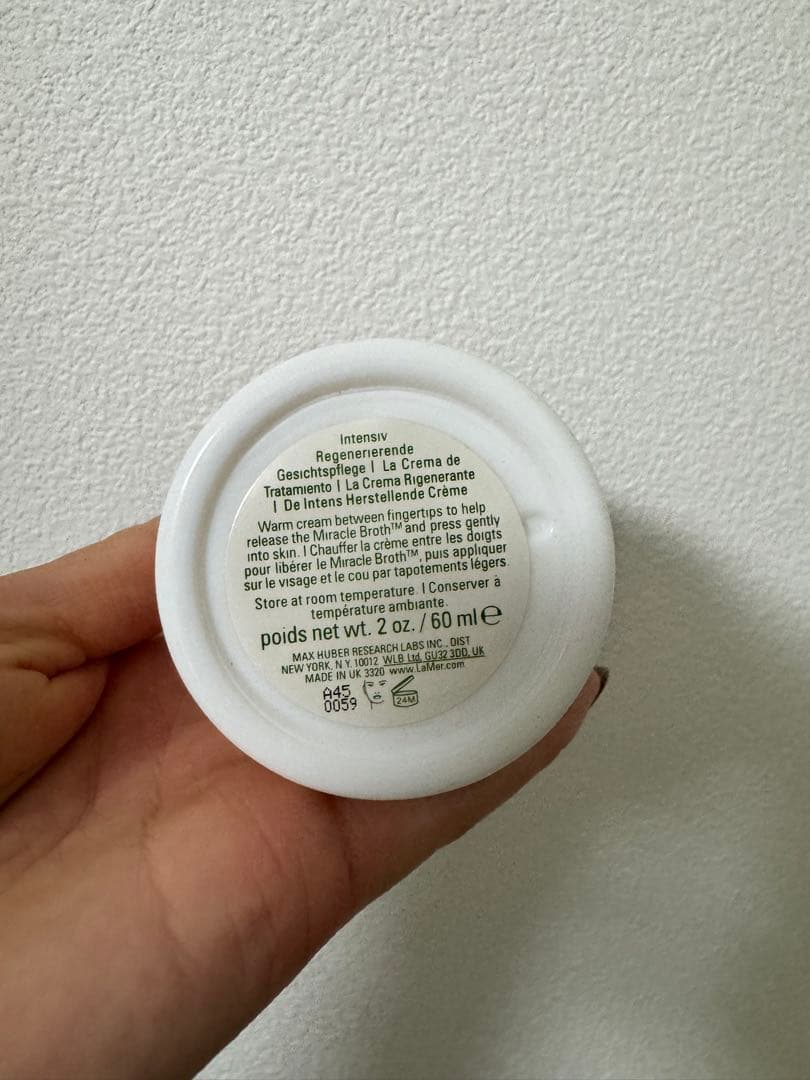 Intensiv
Regenerierende
Gesichtspflege | La Crema de
Tratamiento | La Crema Rigenerante
| De Intens Herstellende Crème
Warm cream between fingertips to help
release the Miracle Broth™ and press gently
into skin. | Chauffer la crème entre les doigts
pour libérer le Miracle Broth™, puis appliquer
sur le visage et le cou par tapotements légers.
Store at room temperature. | Conserver à
température ambiante.
poids net wt. 2 oz. / 60 ml ℮
MAX HUBER RESEARCH LABS INC., DIST
NEW YORK, N.Y. 10012 WLB Ltd, GU32 3DD, UK
MADE IN UK 3320 www.LaMer.com
A45
0059
24M